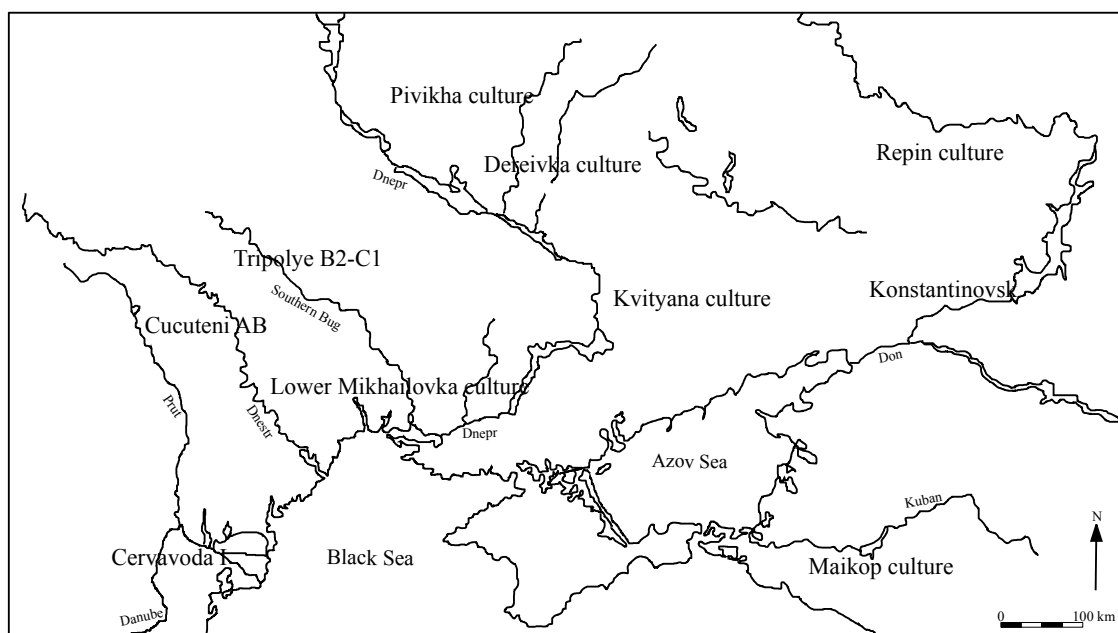 Pivikha culture
Dereivka culture
Repin culture
Dnepr
Tripolye B2-C1
Southern Bug
Kvityana culture
Konstantinovsk
Cucuteni AB
Lower Mikhailovka culture
Don
Prut
Dnestr
Dnepr
Azov Sea
Kuban
N
Cervavoda I
Black Sea
Maikop culture
Danube
0 100 km